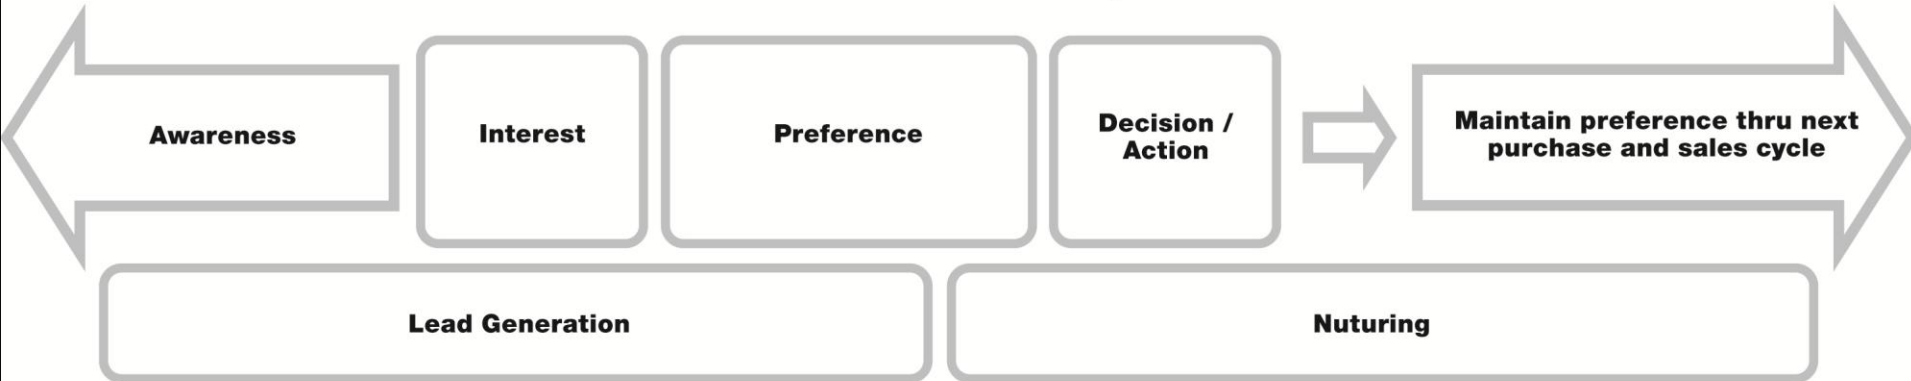 Awareness
Interest
Preference
Decision /
Action
Maintain preference thru next
purchase and sales cycle
Lead Generation
Nuturing